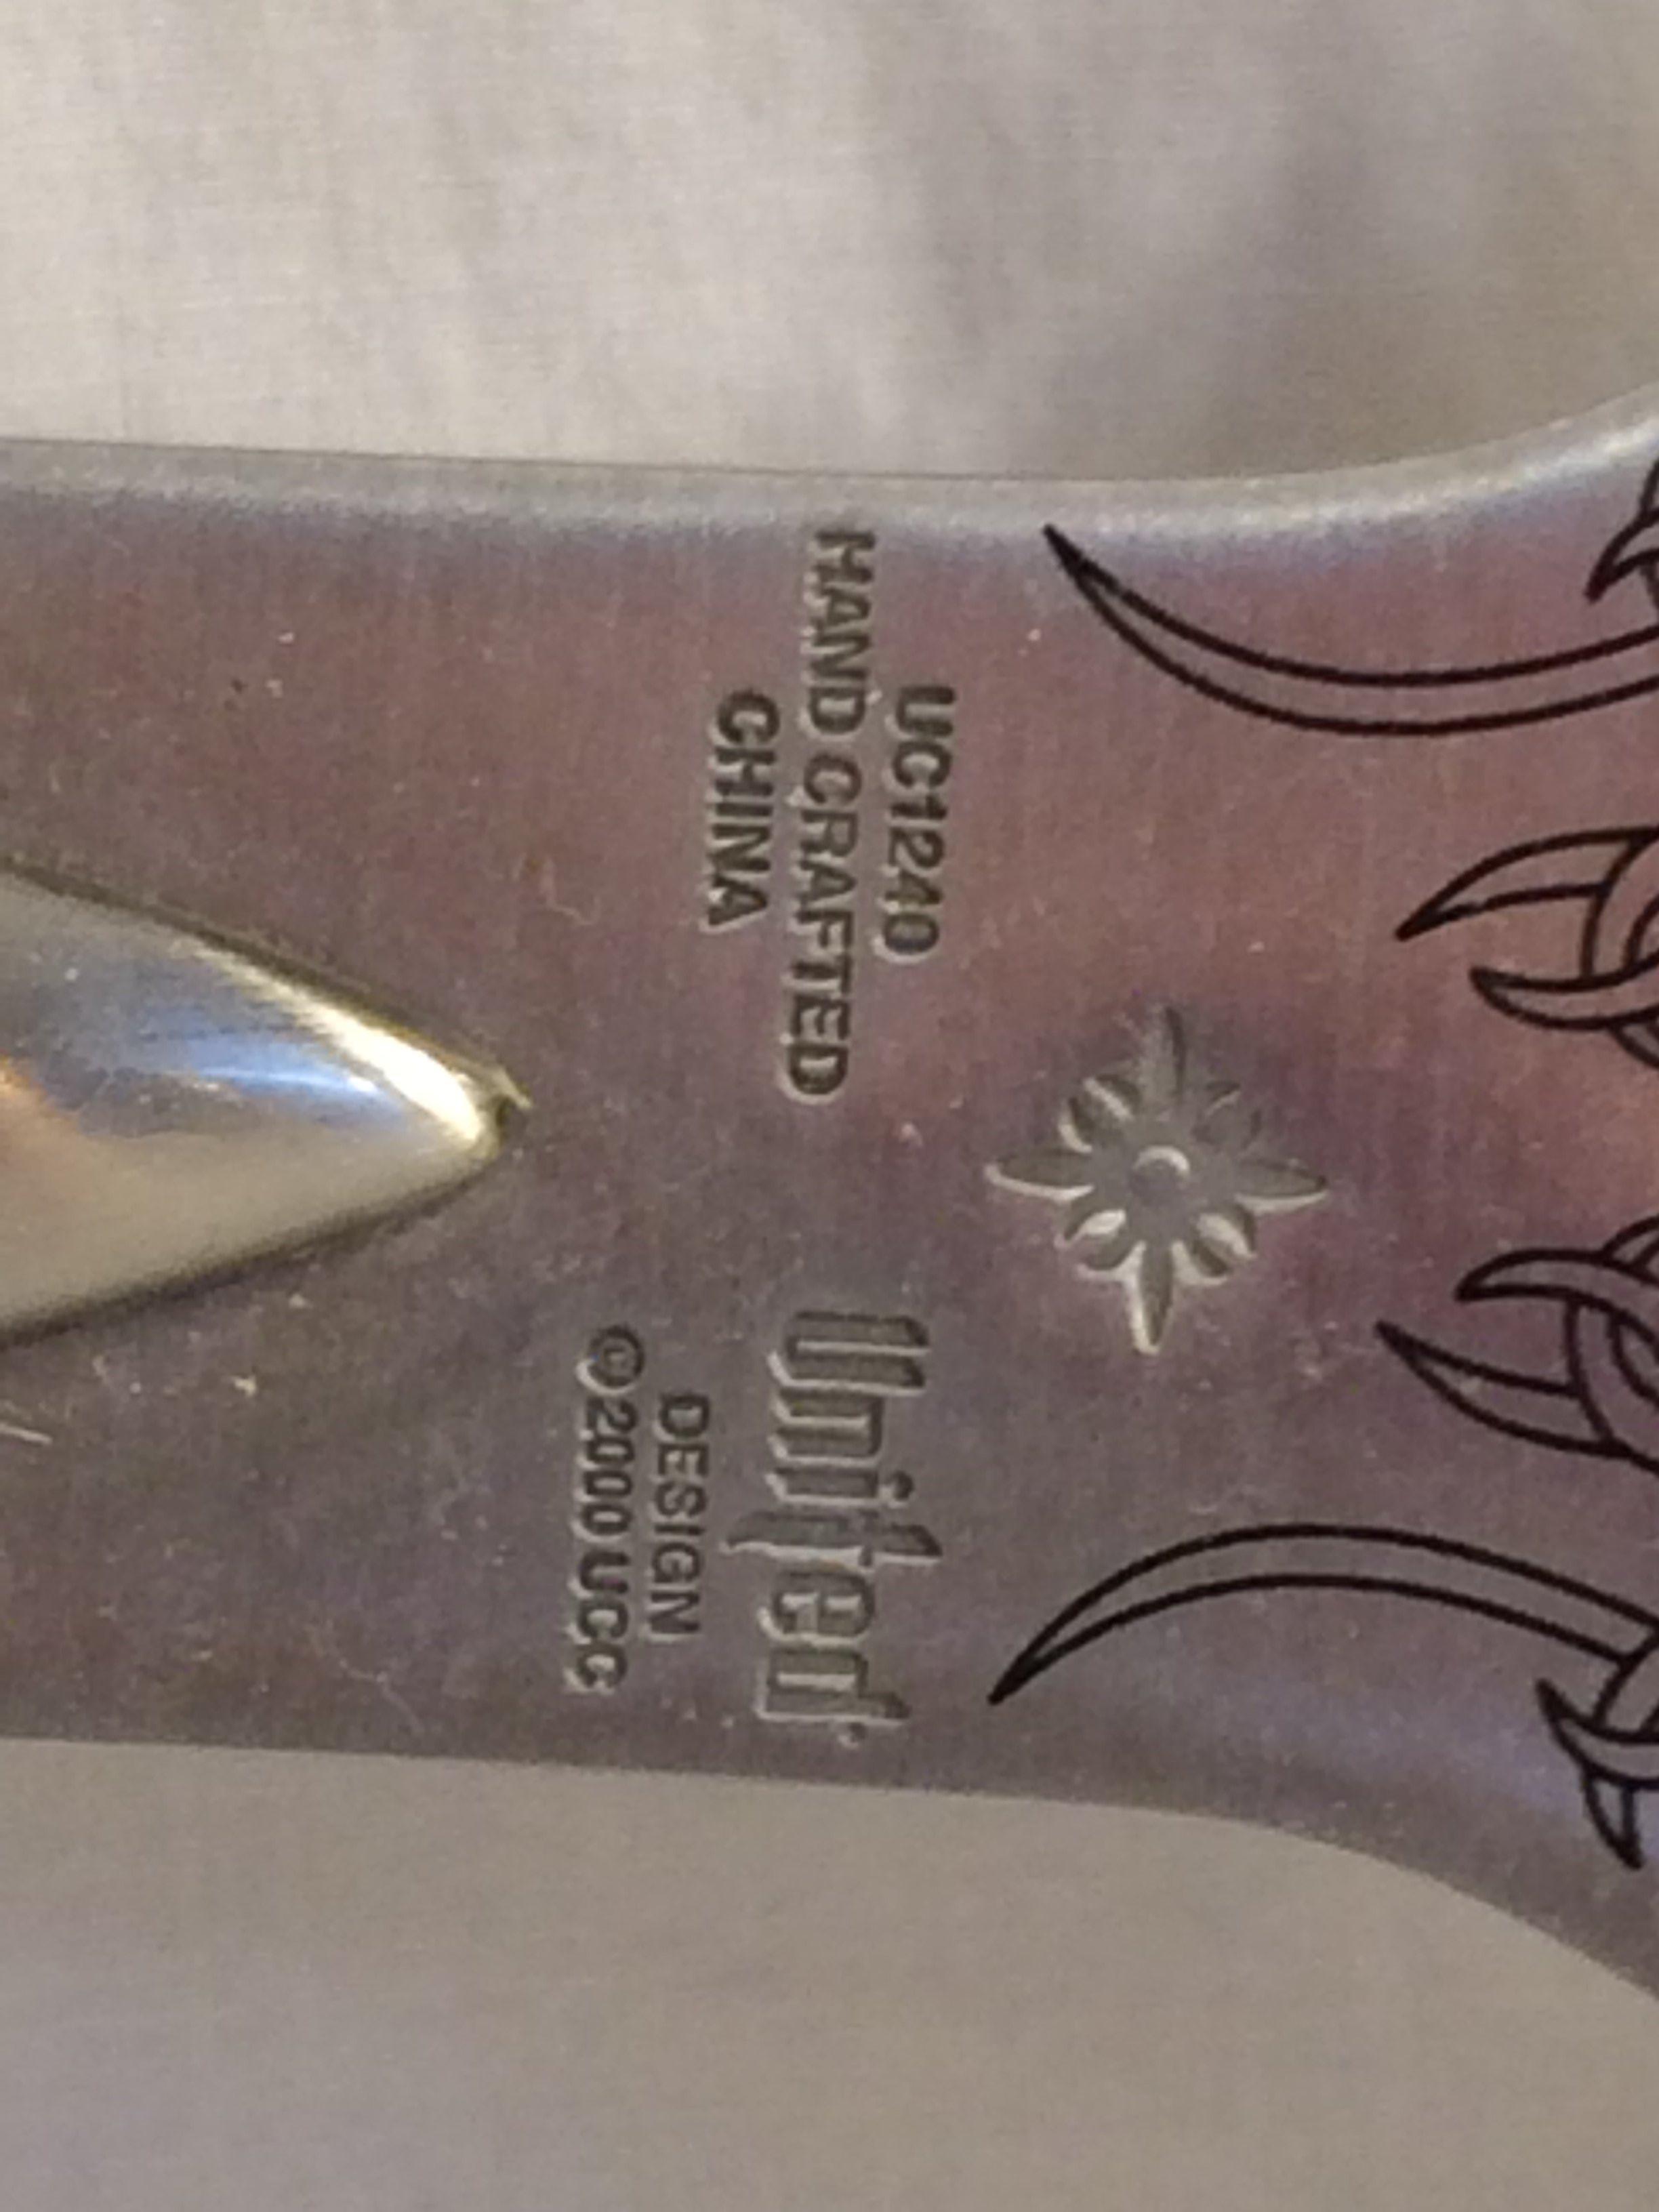 UC1240
HAND CRAFTED
CHINA
United
DESIGN
©2000 UCC